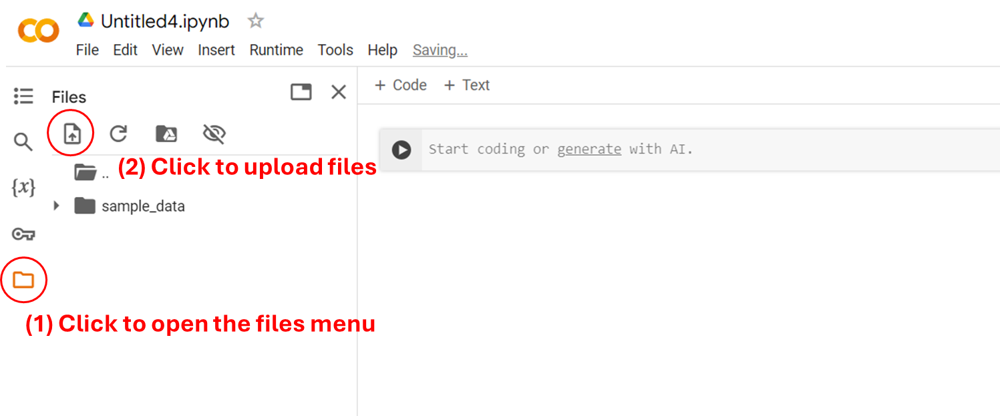 Untitled4.ipynb
File Edit View Insert Runtime Tools Help Saving...
Files
+ Code + Text
Start coding or generate with AI.
..
(2) Click to upload files
{x}
sample_data
(1) Click to open the files menu